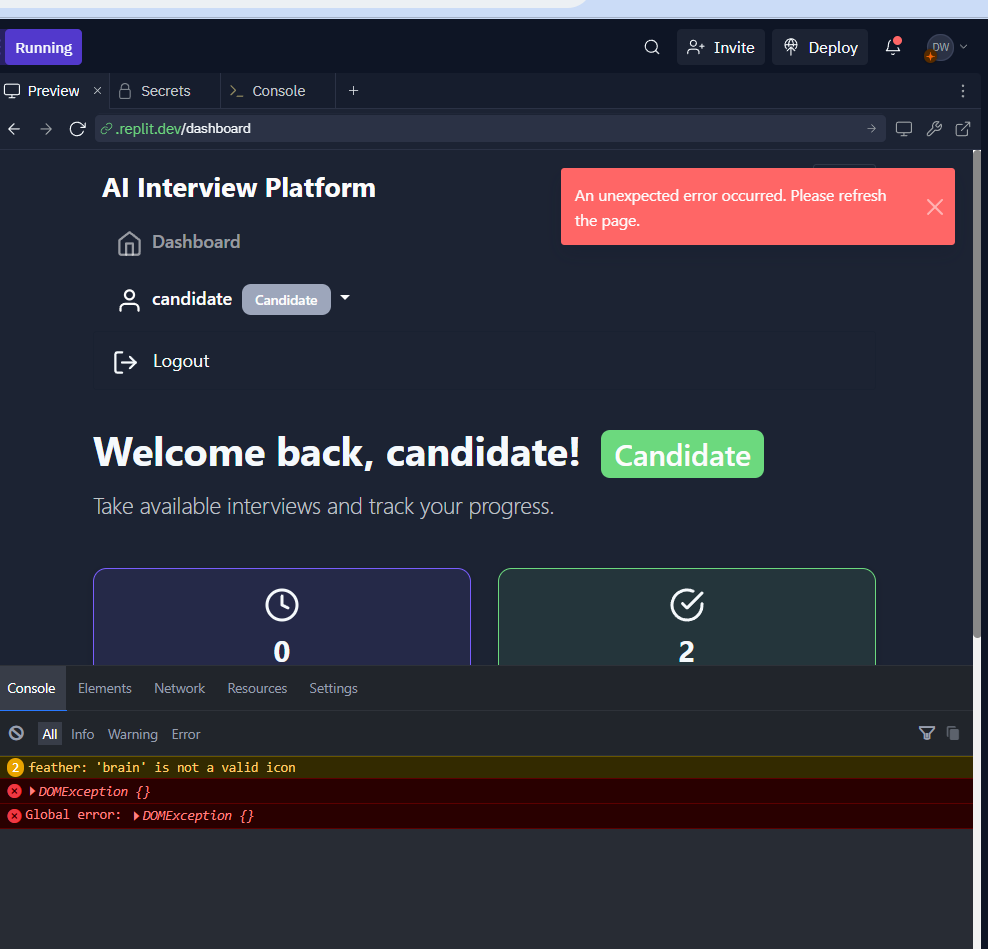 Running
Invite
Deploy
DW
Preview
Secrets
Console
.replit.dev/dashboard
AI Interview Platform
An unexpected error occurred. Please refresh
the page.
Dashboard
candidate Candidate
Logout
Welcome back, candidate! Candidate
Take available interviews and track your progress.
0
2
Console Elements Network Resources Settings
All Info Warning Error
2 feather: 'brain' is not a valid icon
DOMException {}
Global error: DOMException {}